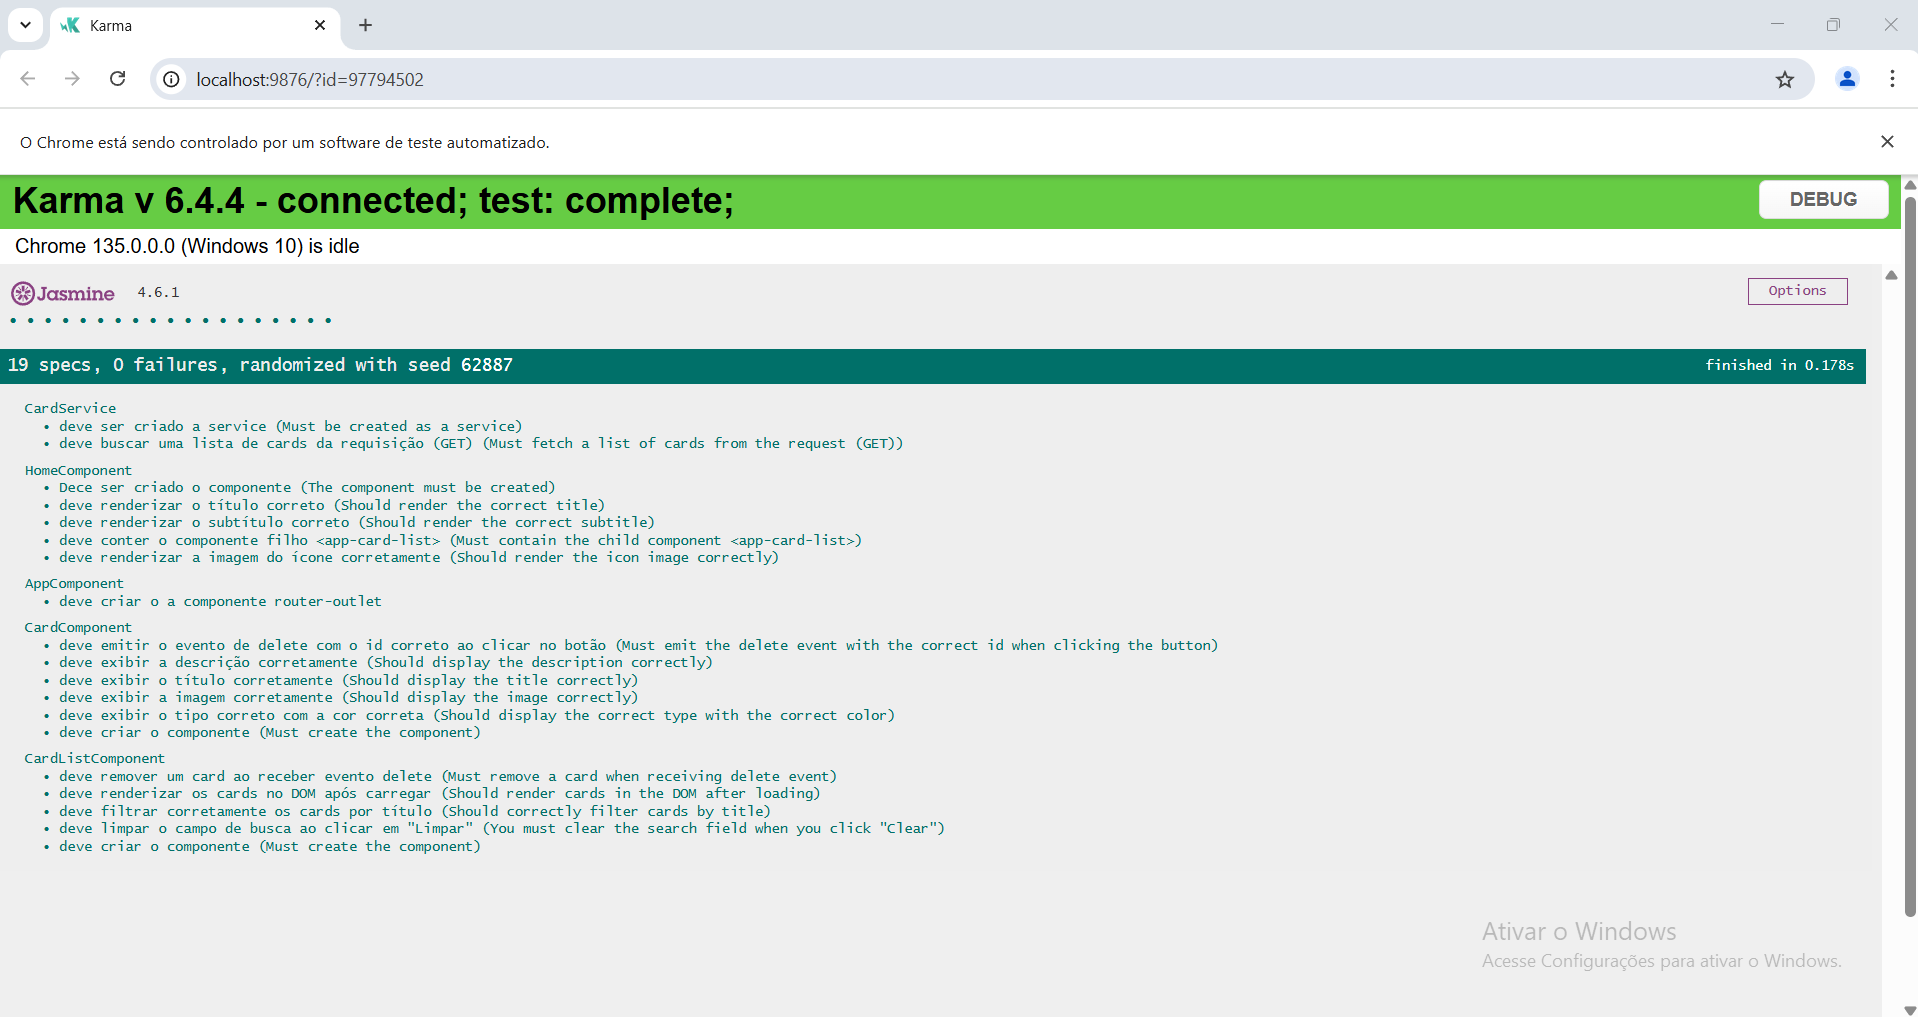 Karma
localhost:9876/?id=97794502
O Chrome está sendo controlado por um software de teste automatizado.
Karma v 6.4.4 - connected; test: complete;
DEBUG
Chrome 135.0.0.0 (Windows 10) is idle
Jasmine 4.6.1
Options
19 specs, 0 failures, randomized with seed 62887
finished in 0.178s
CardService
• deve ser criado a service (Must be created as a service)
• deve buscar uma lista de cards da requisição (GET) (Must fetch a list of cards from the request (GET))
HomeComponent
• Dece ser criado o componente (The component must be created)
• deve renderizar o título correto (Should render the correct title)
• deve renderizar o subtítulo correto (Should render the correct subtitle)
• deve conter o componente filho <app-card-list> (Must contain the child component <app-card-list>)
• deve renderizar a imagem do ícone corretamente (Should render the icon image correctly)
AppComponent
• deve criar o a componente router-outlet
CardComponent
• deve emitir o evento de delete com o id correto ao clicar no botão (Must emit the delete event with the correct id when clicking the button)
• deve exibir a descrição corretamente (Should display the description correctly)
• deve exibir o título corretamente (Should display the title correctly)
• deve exibir a imagem corretamente (Should display the image correctly)
• deve exibir o tipo correto com a cor correta (Should display the correct type with the correct color)
• deve criar o componente (Must create the component)
CardListComponent
• deve remover um card ao receber evento delete (Must remove a card when receiving delete event)
• deve renderizar os cards no DOM após carregar (Should render cards in the DOM after loading)
• deve filtrar corretamente os cards por título (Should correctly filter cards by title)
• deve limpar o campo de busca ao clicar em "Limpar" (You must clear the search field when you click "Clear")
• deve criar o componente (Must create the component)
Ativar o Windows
Acesse Configurações para ativar o Windows.